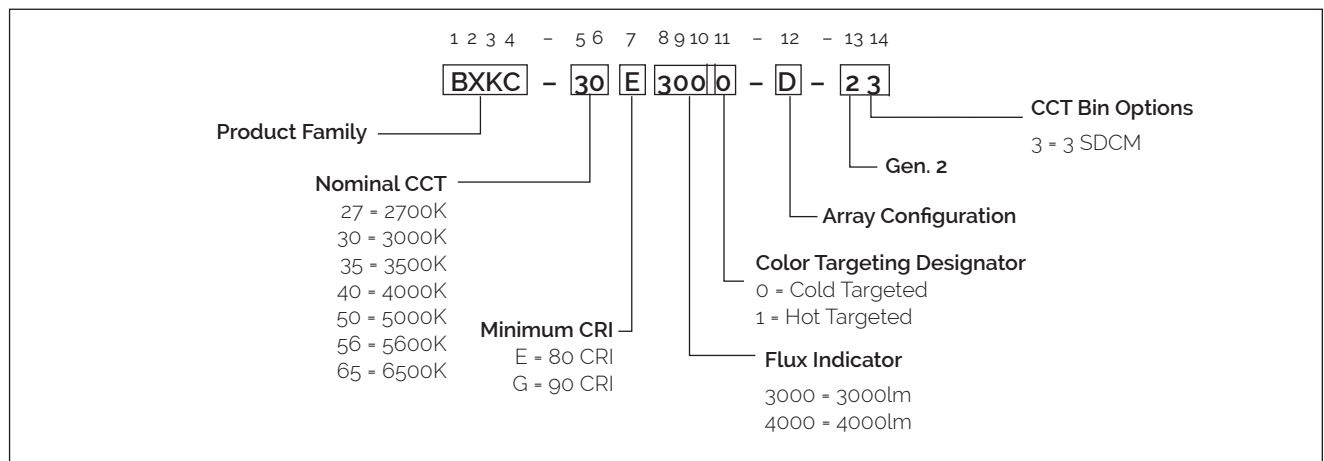 1 2 3 4 - 5 6 7 8 9 10 11 - 12 - 13 14
BXKC - 30 E 300 0 - D - 2 3
Product Family
CCT Bin Options
3 = 3 SDCM
Gen. 2
Nominal CCT
27 = 2700K
30 = 3000K
35 = 3500K
40 = 4000K
50 = 5000K
56 = 5600K
65 = 6500K
Array Configuration
Color Targeting Designator
0 = Cold Targeted
1 = Hot Targeted
Minimum CRI
E = 80 CRI
G = 90 CRI
Flux Indicator
3000 = 3000lm
4000 = 4000lm